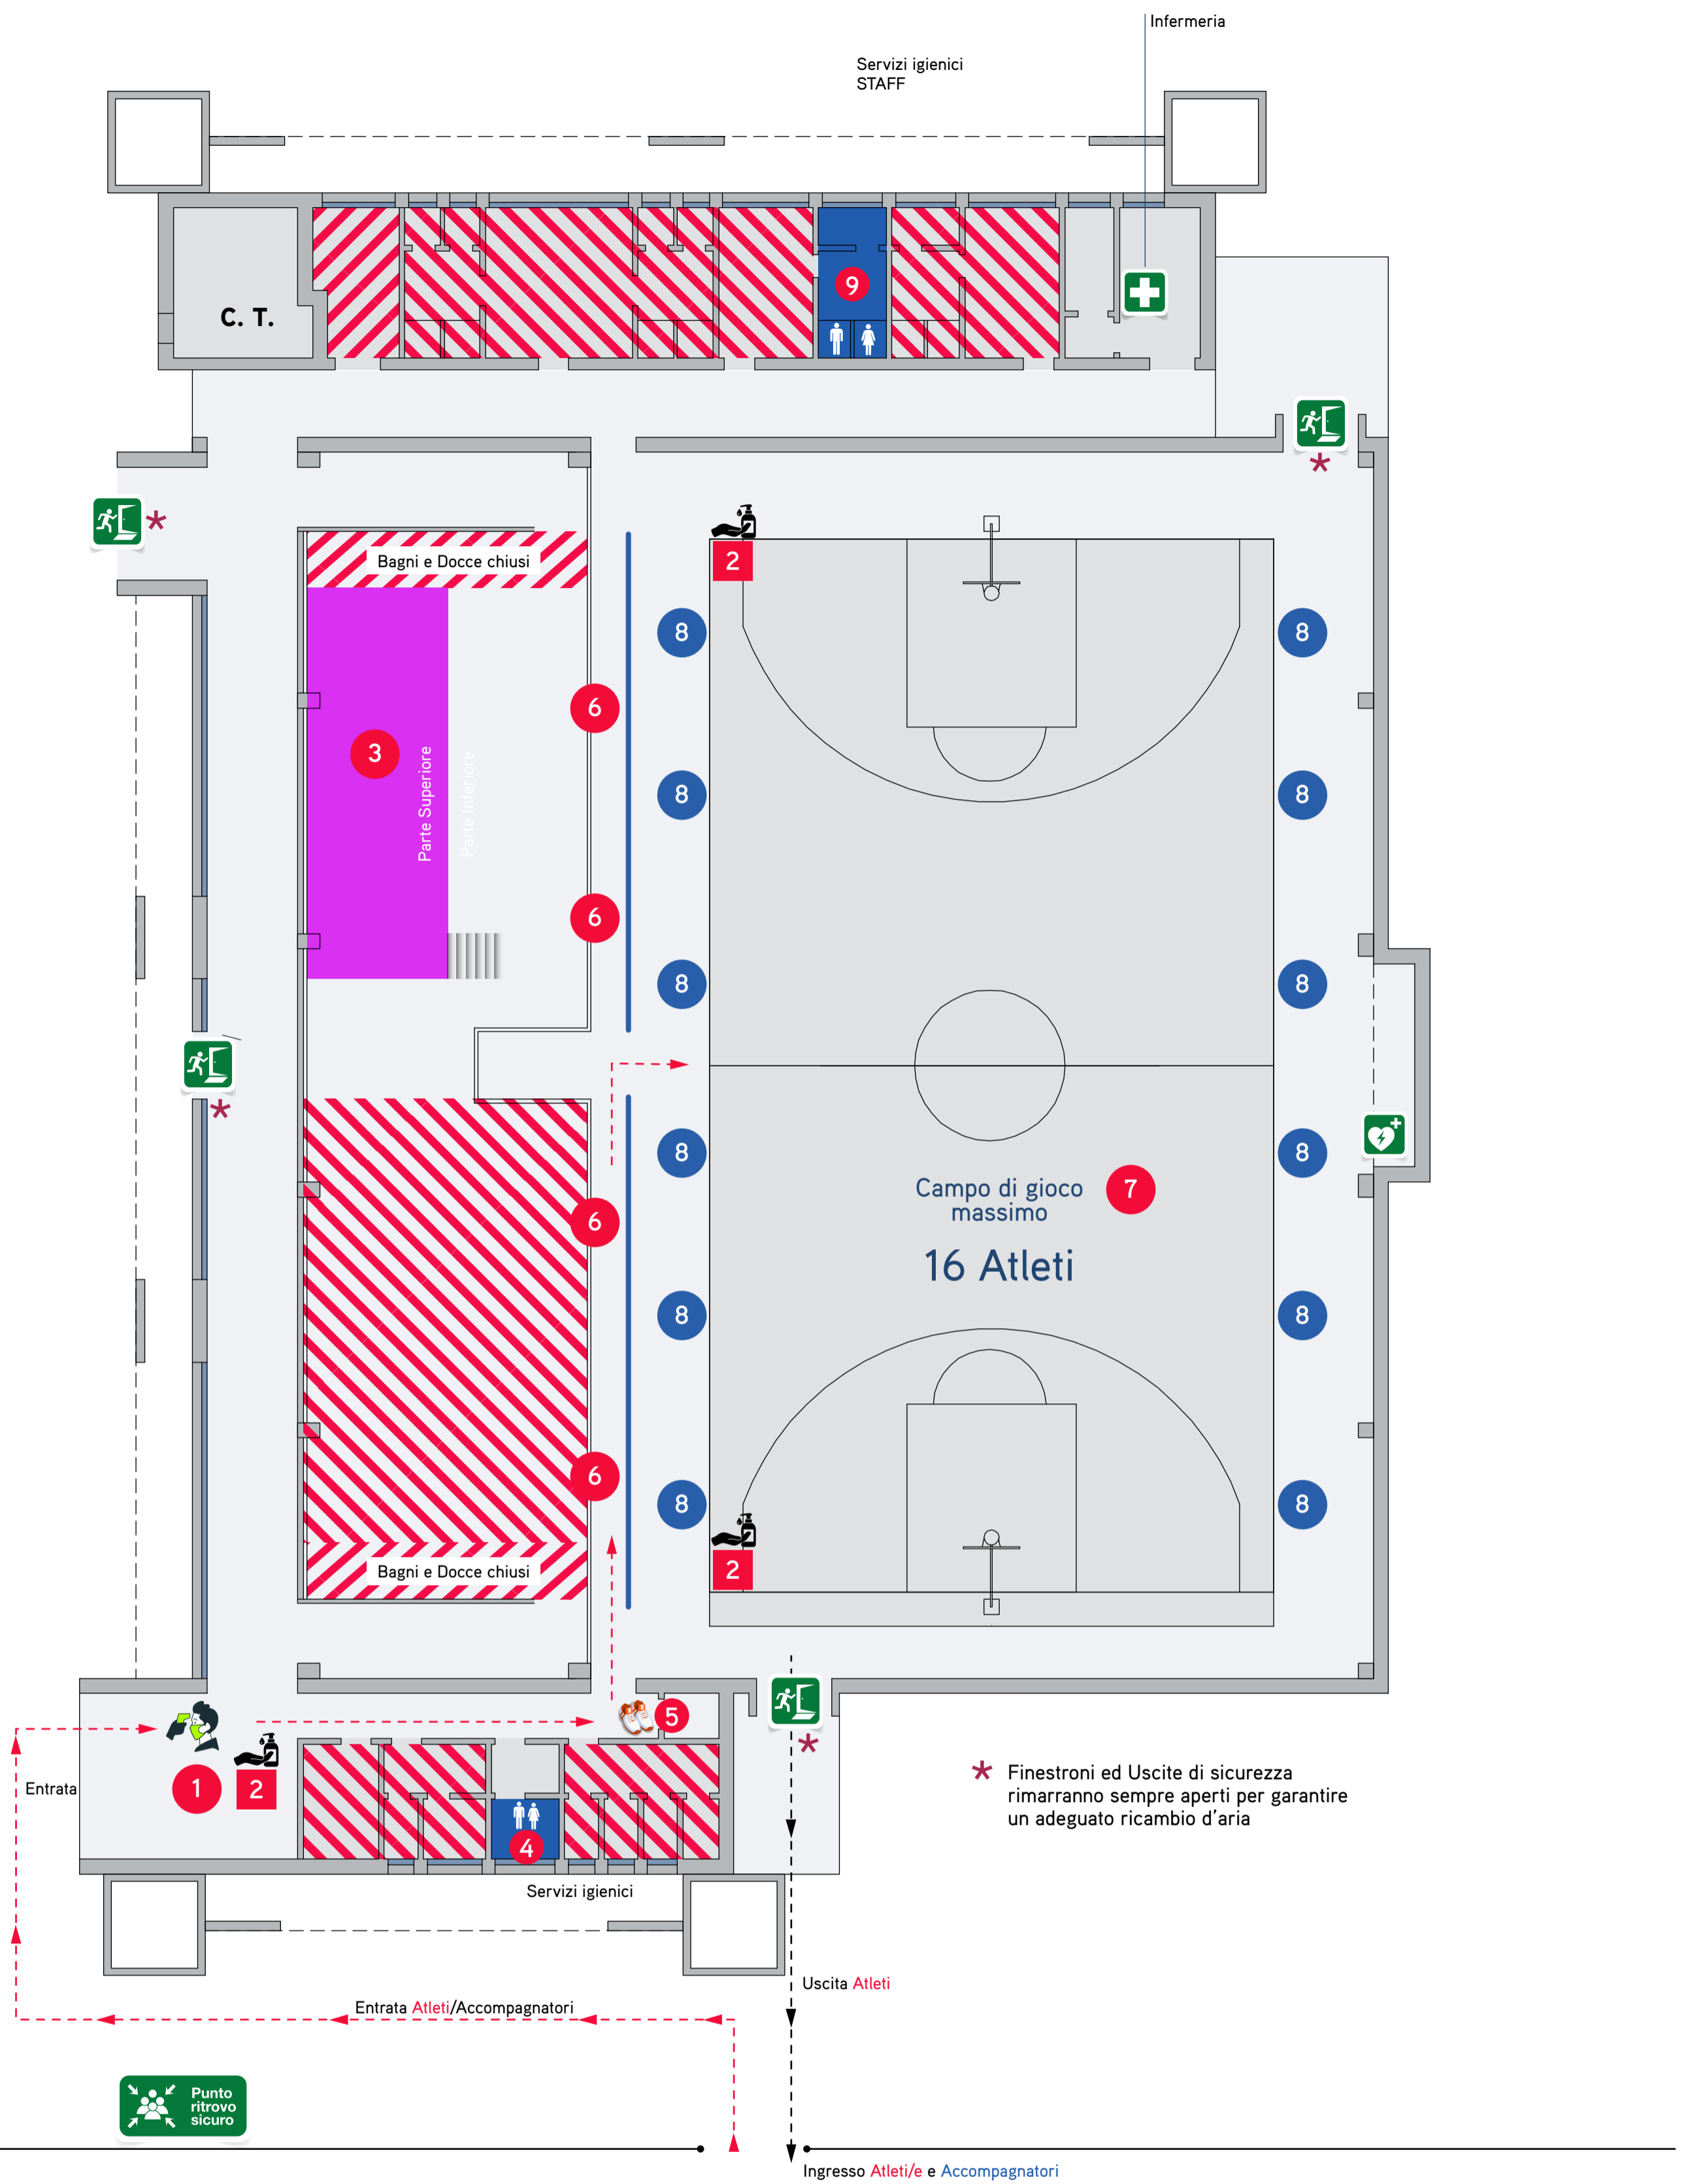 Infermeria
Servizi igienici
STAFF
9
C. T.
Bagni e Docce chiusi
2
8
8
6
3
Parte Superiore
Parte Inferiore
8
8
6
8
8
8
8
Campo di gioco
massimo
7
16 Atleti
6
8
8
6
8
8
Bagni e Docce chiusi
2
5
Entrata
1
2
4
Servizi igienici
* Finestroni ed Uscite di sicurezza
rimarranno sempre aperti per garantire
un adeguato ricambio d'aria
Uscita Atleti
Entrata Atleti/Accompagnatori
Punto
ritrovo
sicuro
Ingresso Atleti/e e Accompagnatori